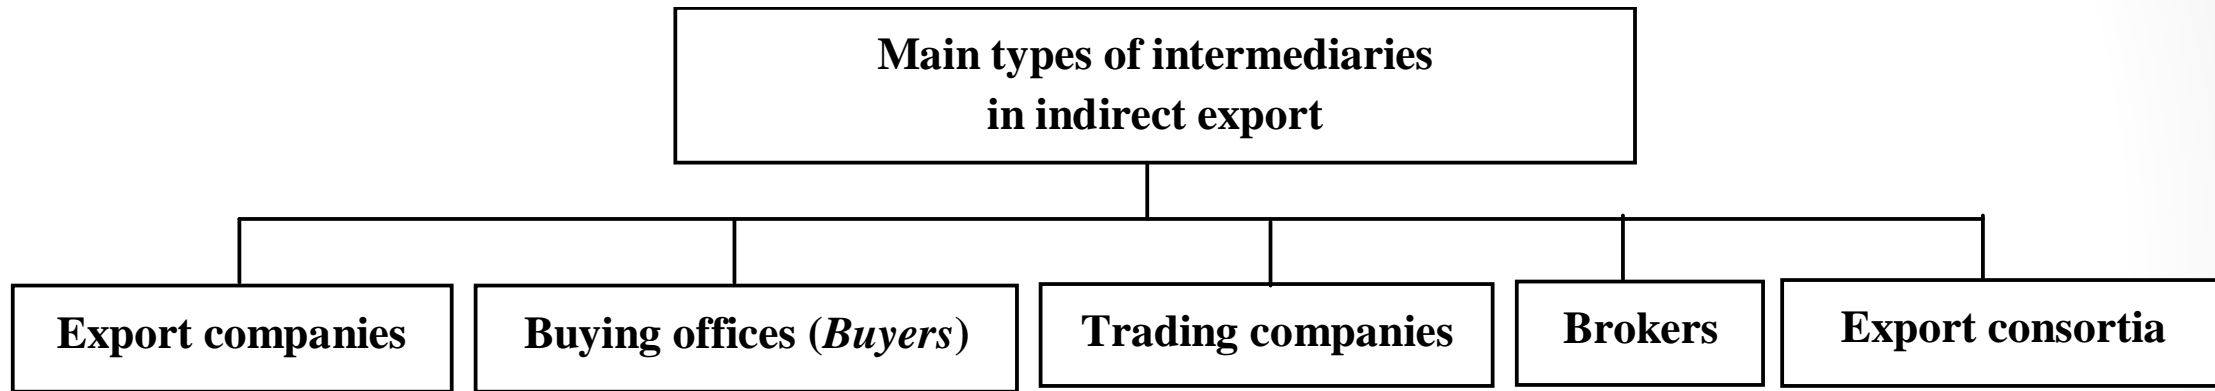 Main types of intermediaries
in indirect export
Export companies
Buying offices (Buyers)
Trading companies
Brokers
Export consortia